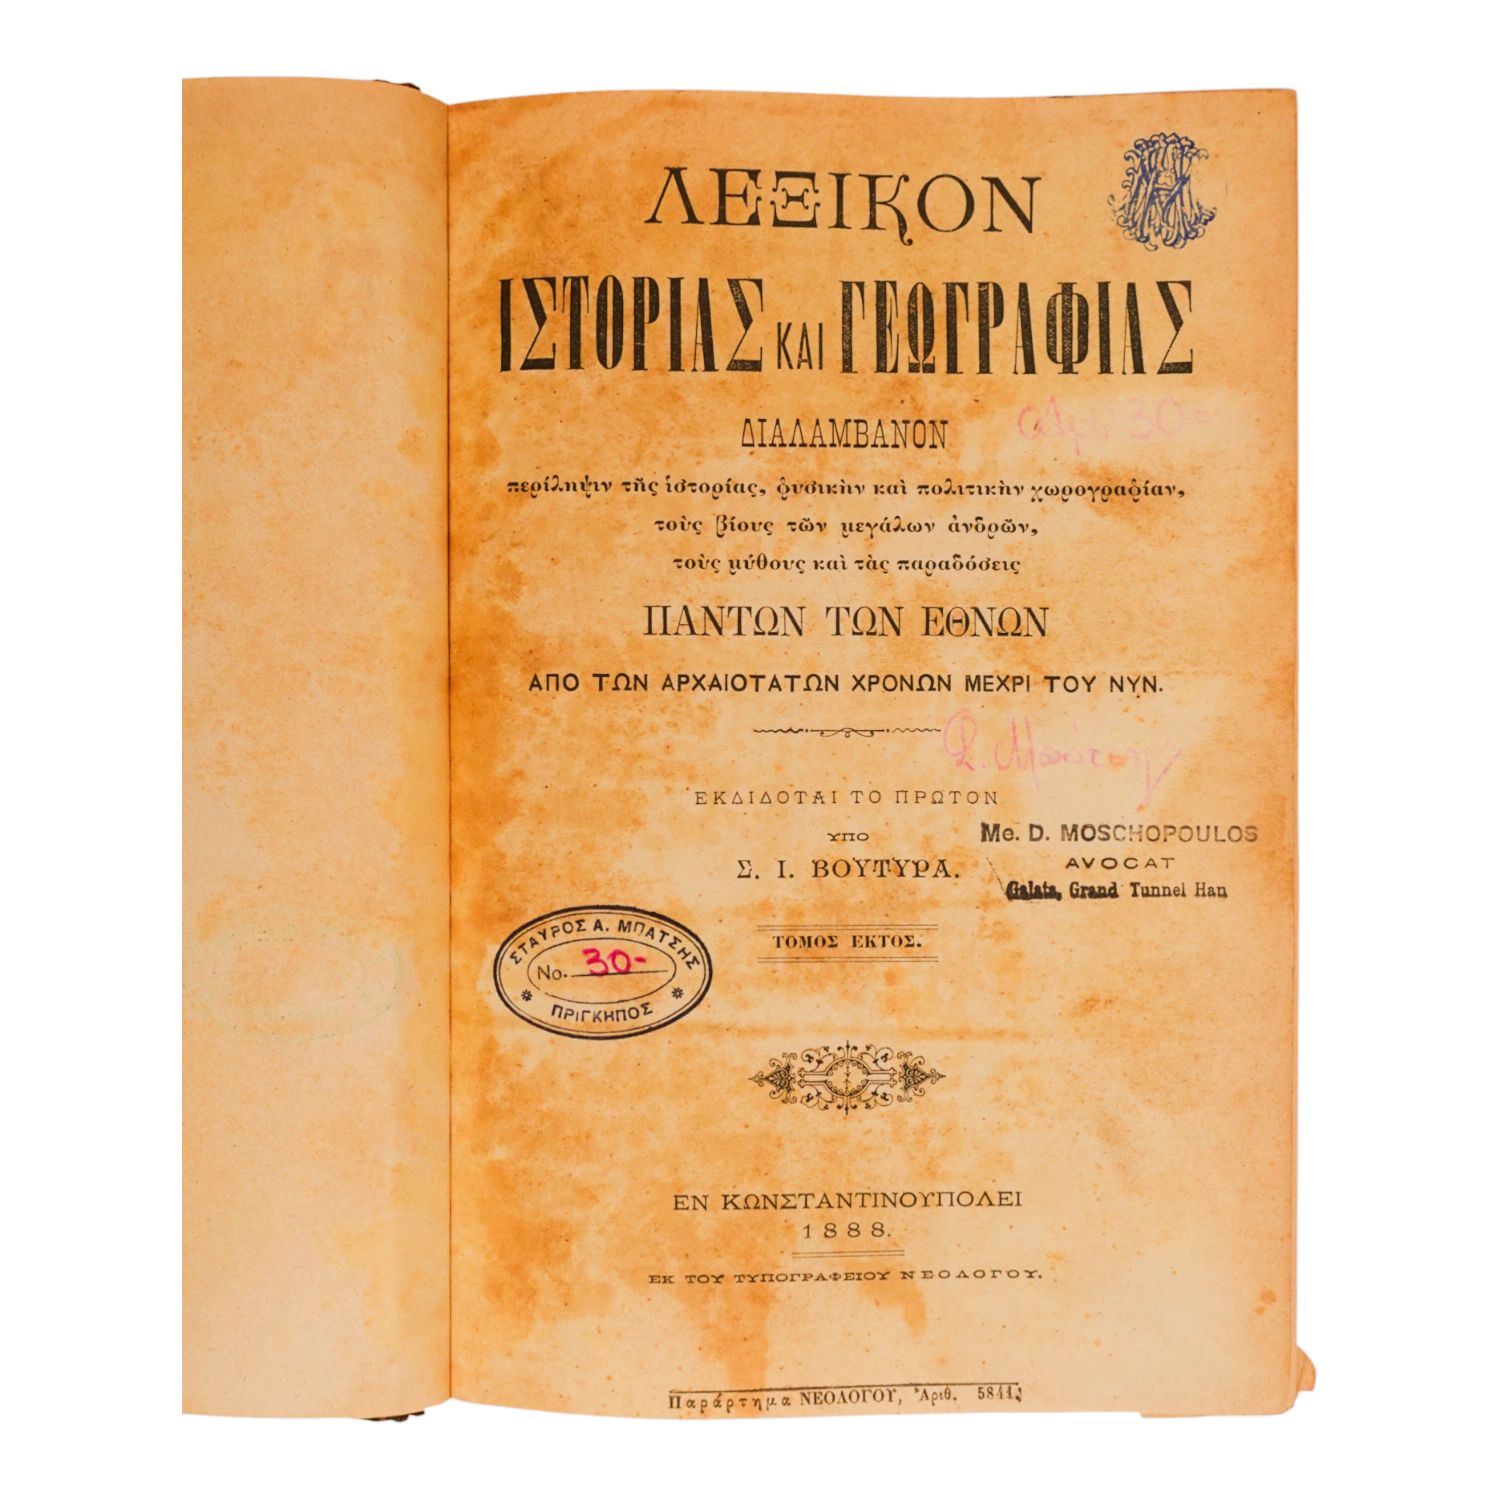 ΛΕΞΙΚΟΝ
ΙΣΤΟΡΙΑΣ ΚΑΙ ΓΕΩΓΡΑΦΙΑΣ
ΔΙΑΛΑΜΒΑΝΟΝ
περίληψιν τῆς ἱστορίας, φυσικὴν καὶ πολιτικὴν χωρογραφίαν,
τοὺς βίους τῶν μεγάλων ἀνδρῶν,
τοὺς μύθους καὶ τὰς παραδόσεις
ΠΑΝΤΩΝ ΤΩΝ ΕΘΝΩΝ
ΑΠΟ ΤΩΝ ΑΡΧΑΙΟΤΑΤΩΝ ΧΡΟΝΩΝ ΜΕΧΡΙ ΤΟΥ ΝΥΝ.
ΕΚΔΙΔΟΤΑΙ ΤΟ ΠΡΩΤΟΝ
ΥΠΟ
Σ. Ι. ΒΟΥΤΥΡΑ.
Me. D. MOSCHOPOULOS
AVOCAT
Galata, Grand Tunnel Han
ΤΟΜΟΣ ΕΚΤΟΣ.
ΣΤΑΥΡΟΣ Α. ΜΠΑΤΣΗΣ
No. 30-
ΠΡΙΓΚΗΠΟΣ
ΕΝ ΚΩΝΣΤΑΝΤΙΝΟΥΠΟΛΕΙ
1888.
ΕΚ ΤΟΥ ΤΥΠΟΓΡΑΦΕΙΟΥ ΝΕΟΛΟΓΟΥ.
Παράρτημα ΝΕΟΛΟΓΟΥ, Ἀριθ. 5841.